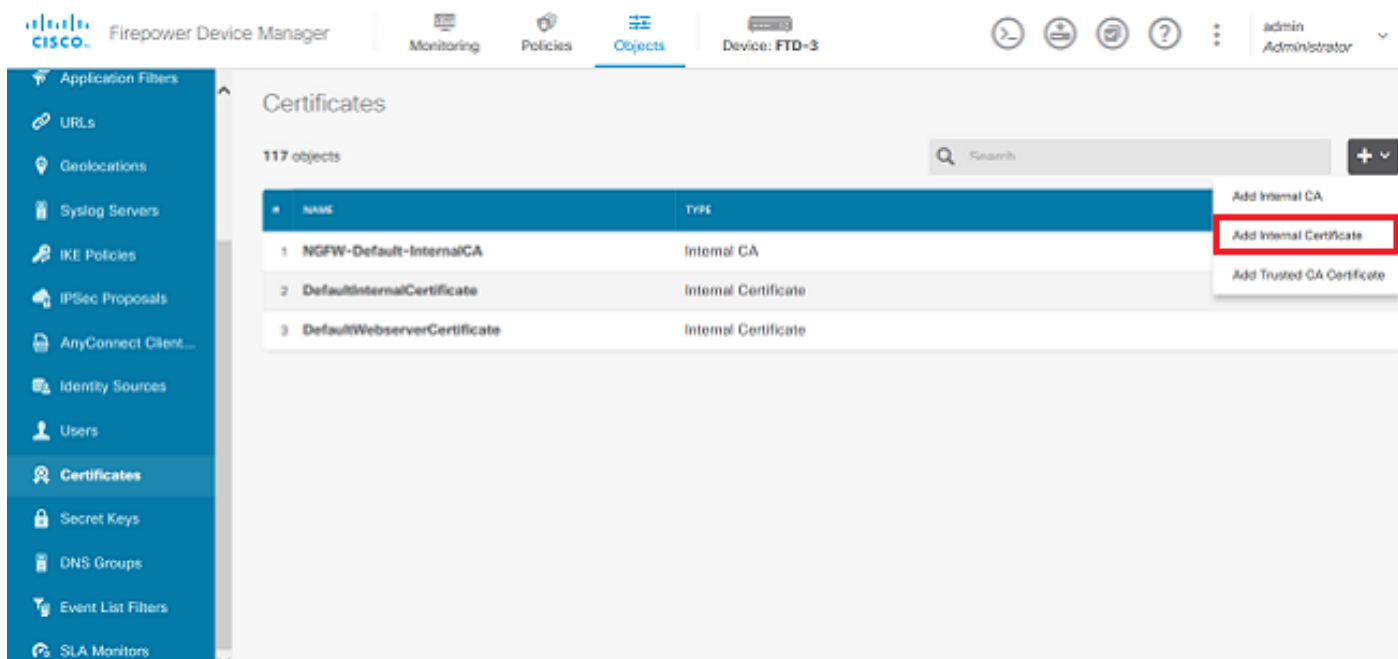 CISCO
Firepower Device Manager
Monitoring
Policies
Objects
Device: FTD-3
admin
Administrator
Application Filters
URLs
Geolocations
Syslog Servers
IKE Policies
IPSec Proposals
AnyConnect Client...
Identity Sources
Users
Certificates
Secret Keys
DNS Groups
Event List Filters
SLA Monitors
Certificates
117 objects
Search
Add Internal CA
Add Internal Certificate
Add Trusted CA Certificate
# NAME TYPE
1 NGFW-Default-InternalCA Internal CA
2 DefaultInternalCertificate Internal Certificate
3 DefaultWebserverCertificate Internal Certificate